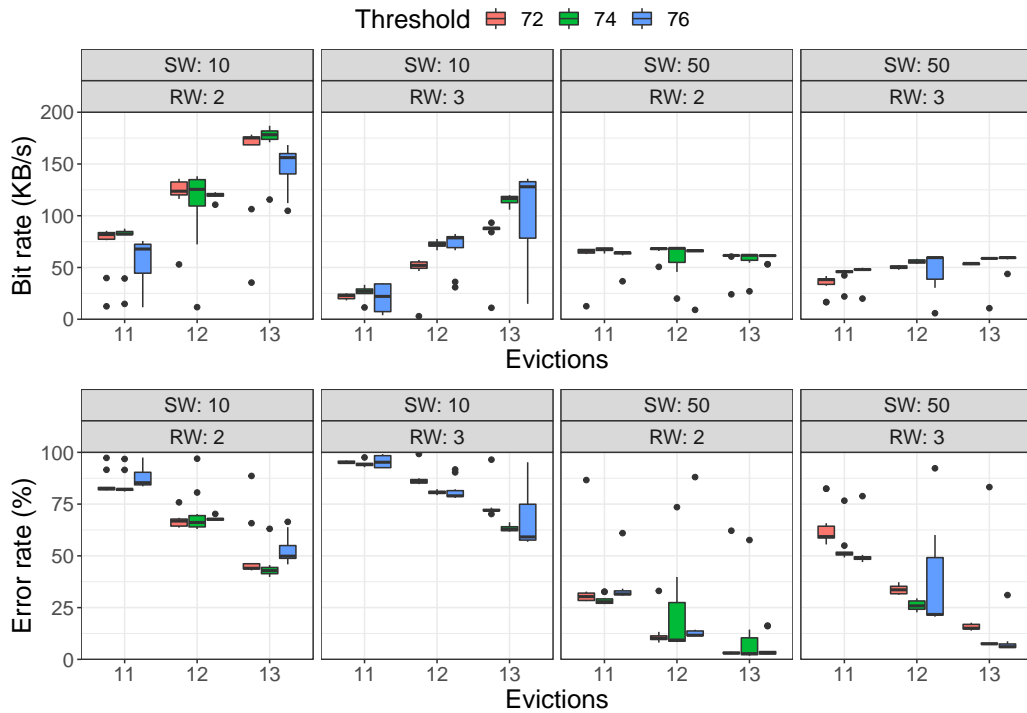 Threshold 72 74 76
SW: 10 SW: 10 SW: 50 SW: 50
RW: 2 RW: 3 RW: 2 RW: 3
Bit rate (KB/s)
200
150
100
50
0
11 12 13 11 12 13 11 12 13 11 12 13
Evictions
SW: 10 SW: 10 SW: 50 SW: 50
RW: 2 RW: 3 RW: 2 RW: 3
Error rate (%)
100
75
50
25
0
11 12 13 11 12 13 11 12 13 11 12 13
Evictions